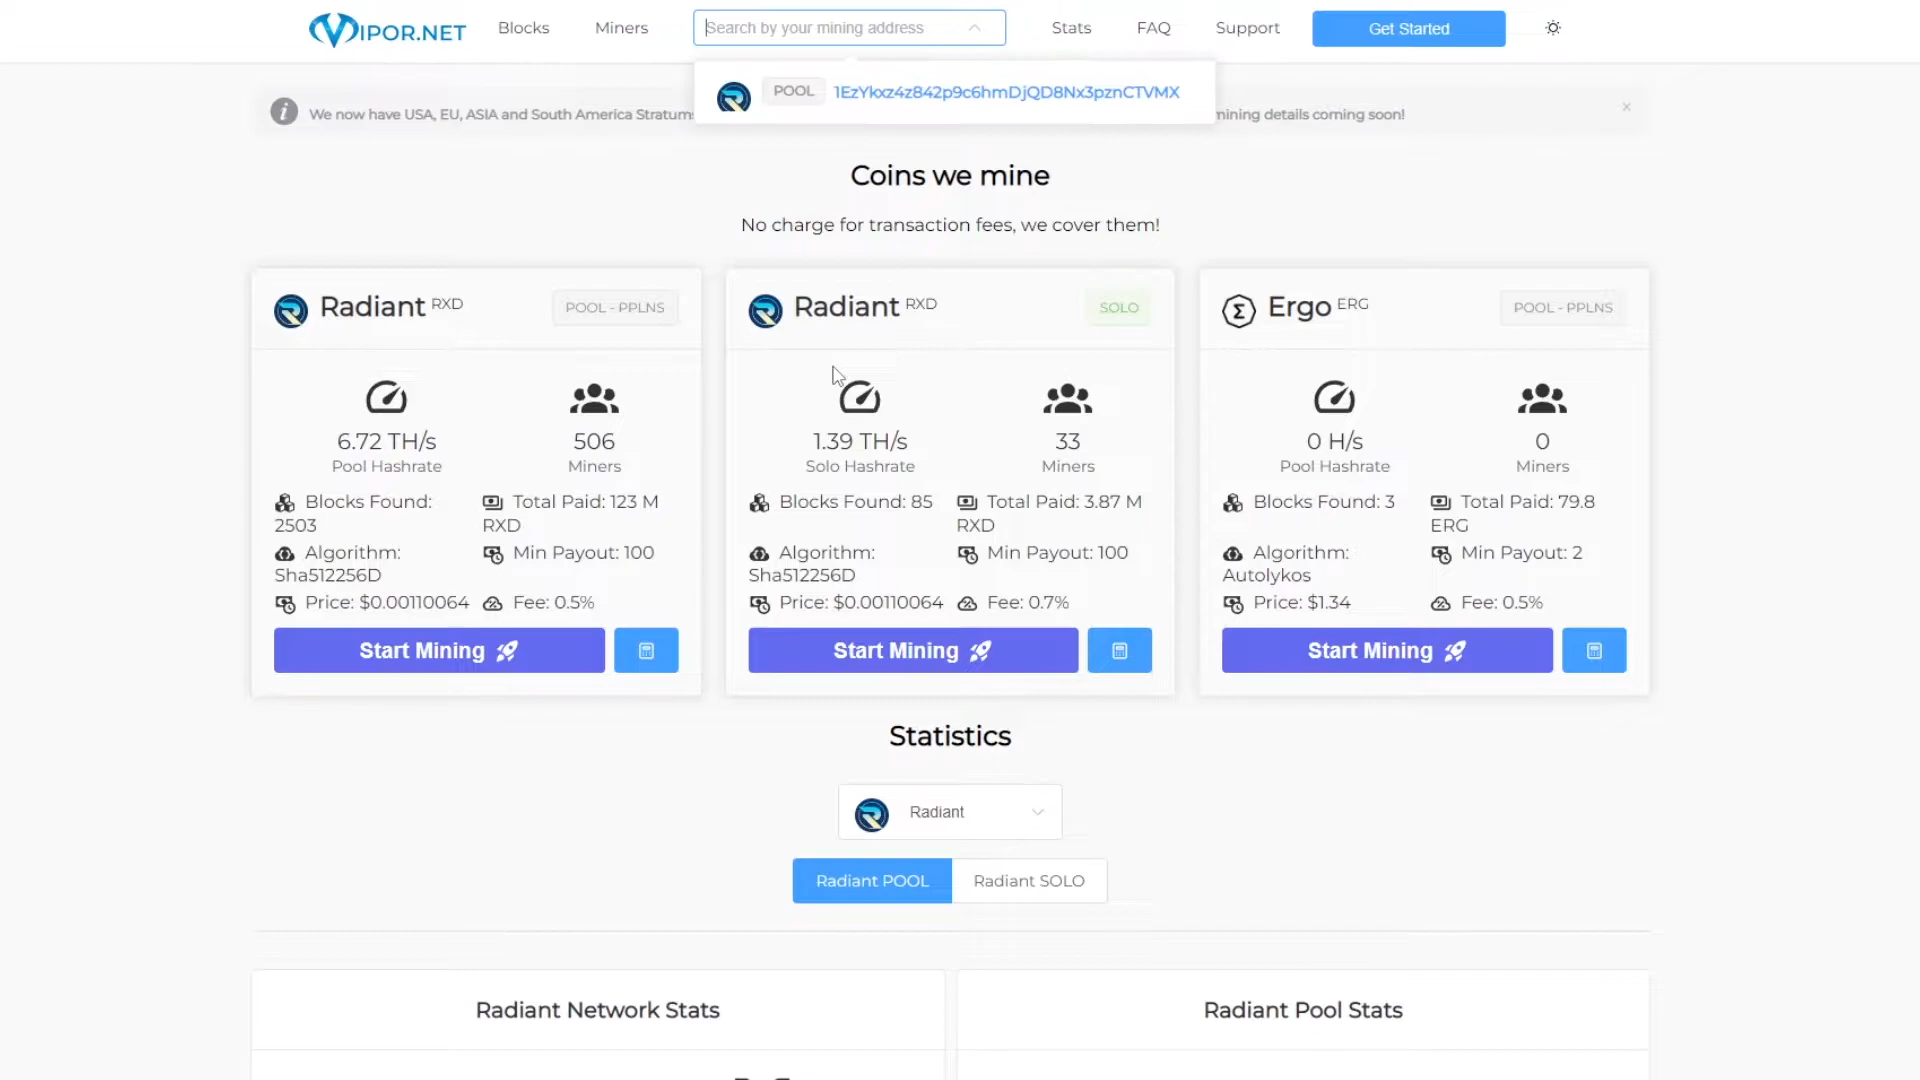 VIPOR.NET
Blocks
Miners
Search by your mining address
Stats
FAQ
Support
Get Started
POOL 1EzYkxz4z842p9c6hmDjQD8Nx3pznCTVMX
We now have USA, EU, ASIA and South America Stratum
mining details coming soon!
Coins we mine
No charge for transaction fees, we cover them!
Radiant RXD
POOL - PPLNS
6.72 TH/s
Pool Hashrate
506
Miners
Blocks Found: 
2503
Total Paid: 123 M
RXD
Algorithm:
Sha512256D
Min Payout: 100
Price: $0.00110064
Fee: 0.5%
Start Mining
Radiant RXD
SOLO
1.39 TH/s
Solo Hashrate
33
Miners
Blocks Found: 85
Total Paid: 3.87 M
RXD
Algorithm:
Sha512256D
Min Payout: 100
Price: $0.00110064
Fee: 0.7%
Start Mining
Ergo ERG
POOL - PPLNS
0 H/s
Pool Hashrate
0
Miners
Blocks Found: 3
Total Paid: 79.8
ERG
Algorithm:
Autolykos
Min Payout: 2
Price: $1.34
Fee: 0.5%
Start Mining
Statistics
Radiant
Radiant POOL
Radiant SOLO
Radiant Network Stats
Radiant Pool Stats